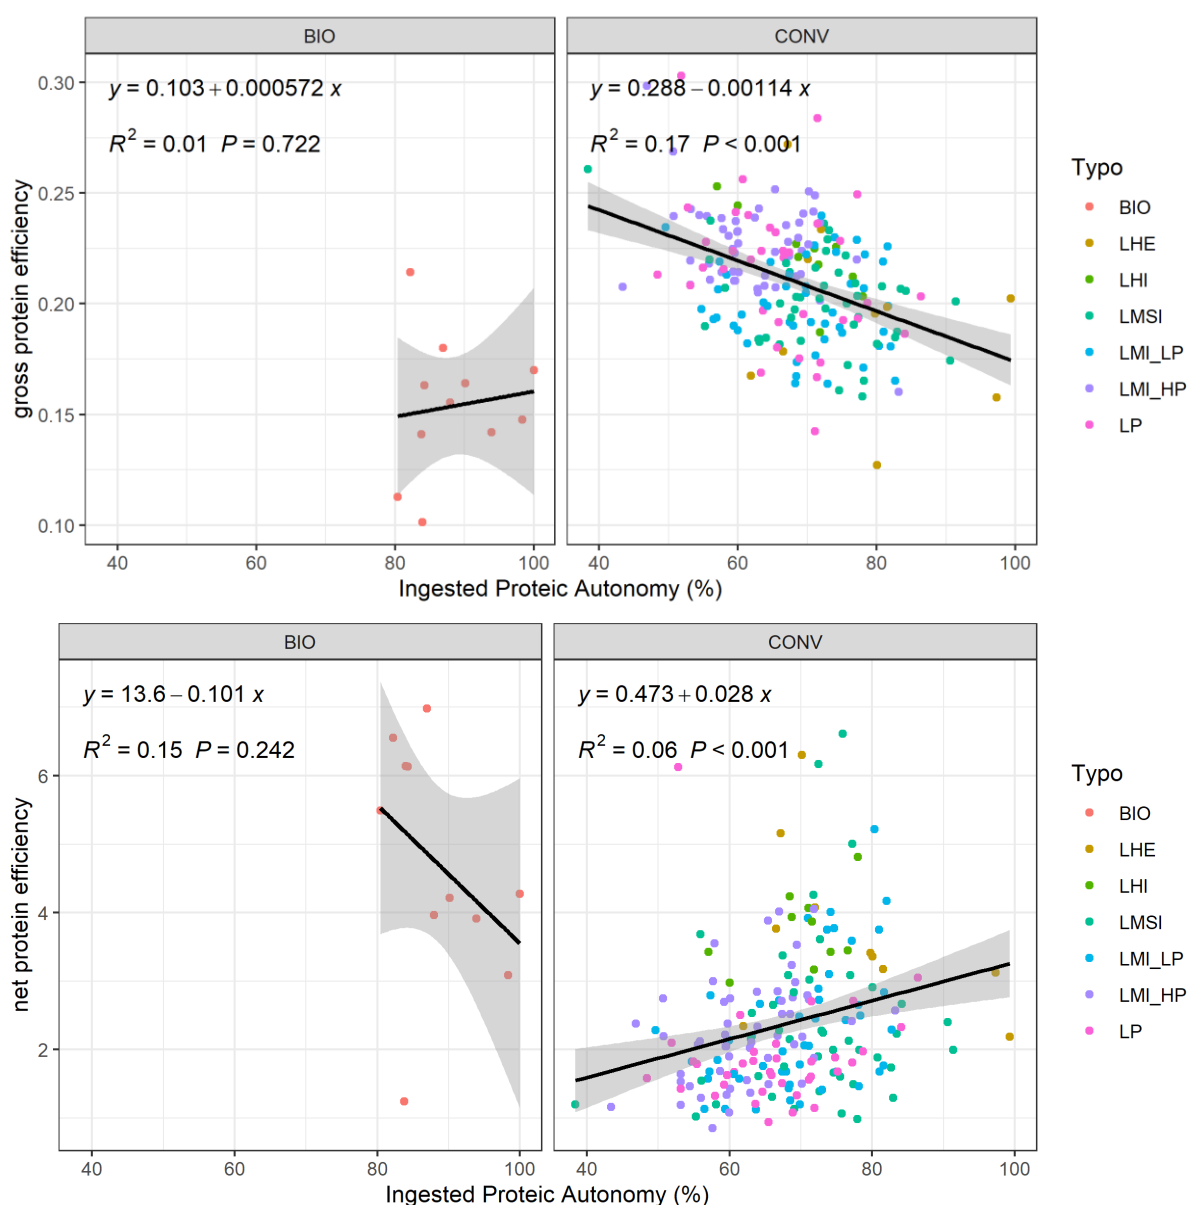 BIO CONV
y = 0.103 + 0.000572 x y = 0.288 − 0.00114 x
R² = 0.01 P = 0.722 R² = 0.17 P < 0.001
gross protein efficiency
0.30
0.25
0.20
0.15
0.10
40 60 80 100 40 60 80 100
Ingested Proteic Autonomy (%)
Typo
BIO
LHE
LHI
LMSI
LMI_LP
LMI_HP
LP
BIO CONV
y = 13.6 − 0.101 x y = 0.473 + 0.028 x
R² = 0.15 P = 0.242 R² = 0.06 P < 0.001
net protein efficiency
6
4
2
40 60 80 100 40 60 80 100
Ingested Proteic Autonomy (%)
Typo
BIO
LHE
LHI
LMSI
LMI_LP
LMI_HP
LP